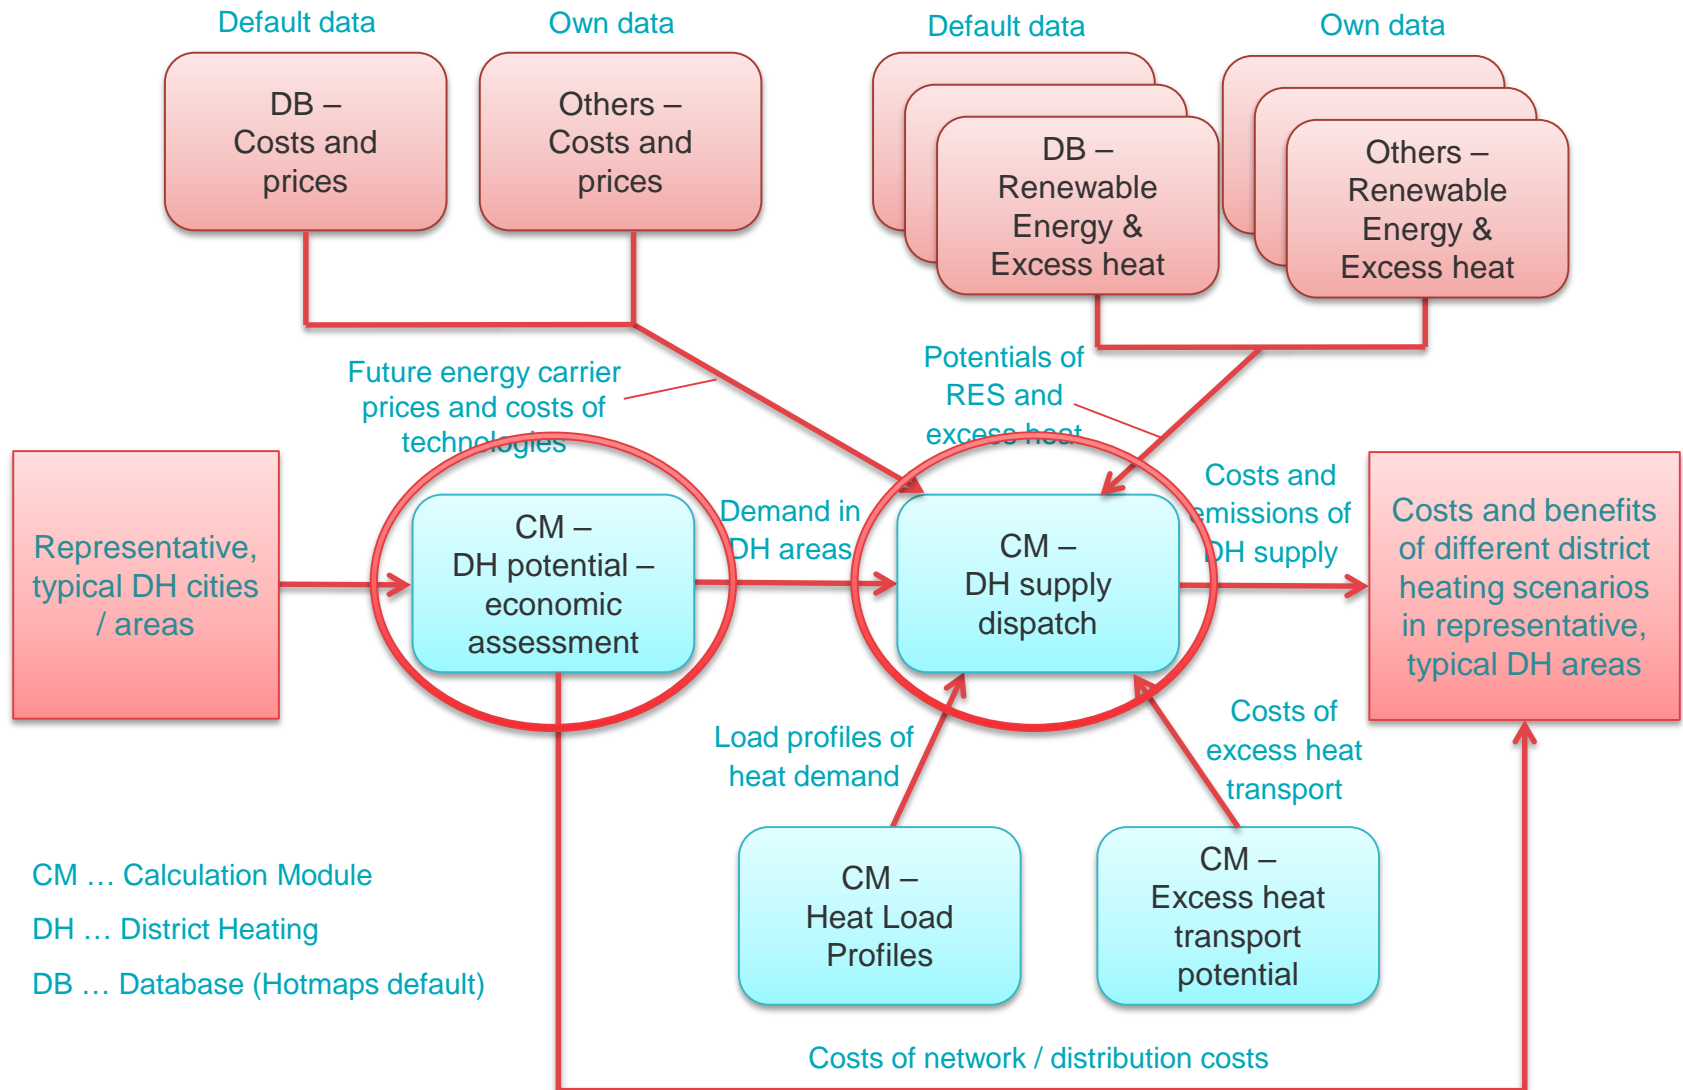 Default data
Own data
Default data
Own data
DB –
Costs and
prices
Others –
Costs and
prices
DB –
Renewable
Energy &
Excess heat
Others –
Renewable
Energy &
Excess heat
Future energy carrier
prices and costs of
technologies
Potentials of
RES and
excess heat
Representative,
typical DH cities
/ areas
CM –
DH potential –
economic
assessment
Demand in
DH areas
CM –
DH supply
dispatch
Costs and
emissions of
DH supply
Costs and benefits
of different district
heating scenarios
in representative,
typical DH areas
Load profiles of
heat demand
Costs of
excess heat
transport
CM –
Heat Load
Profiles
CM –
Excess heat
transport
potential
CM … Calculation Module
DH … District Heating
DB … Database (Hotmaps default)
Costs of network / distribution costs